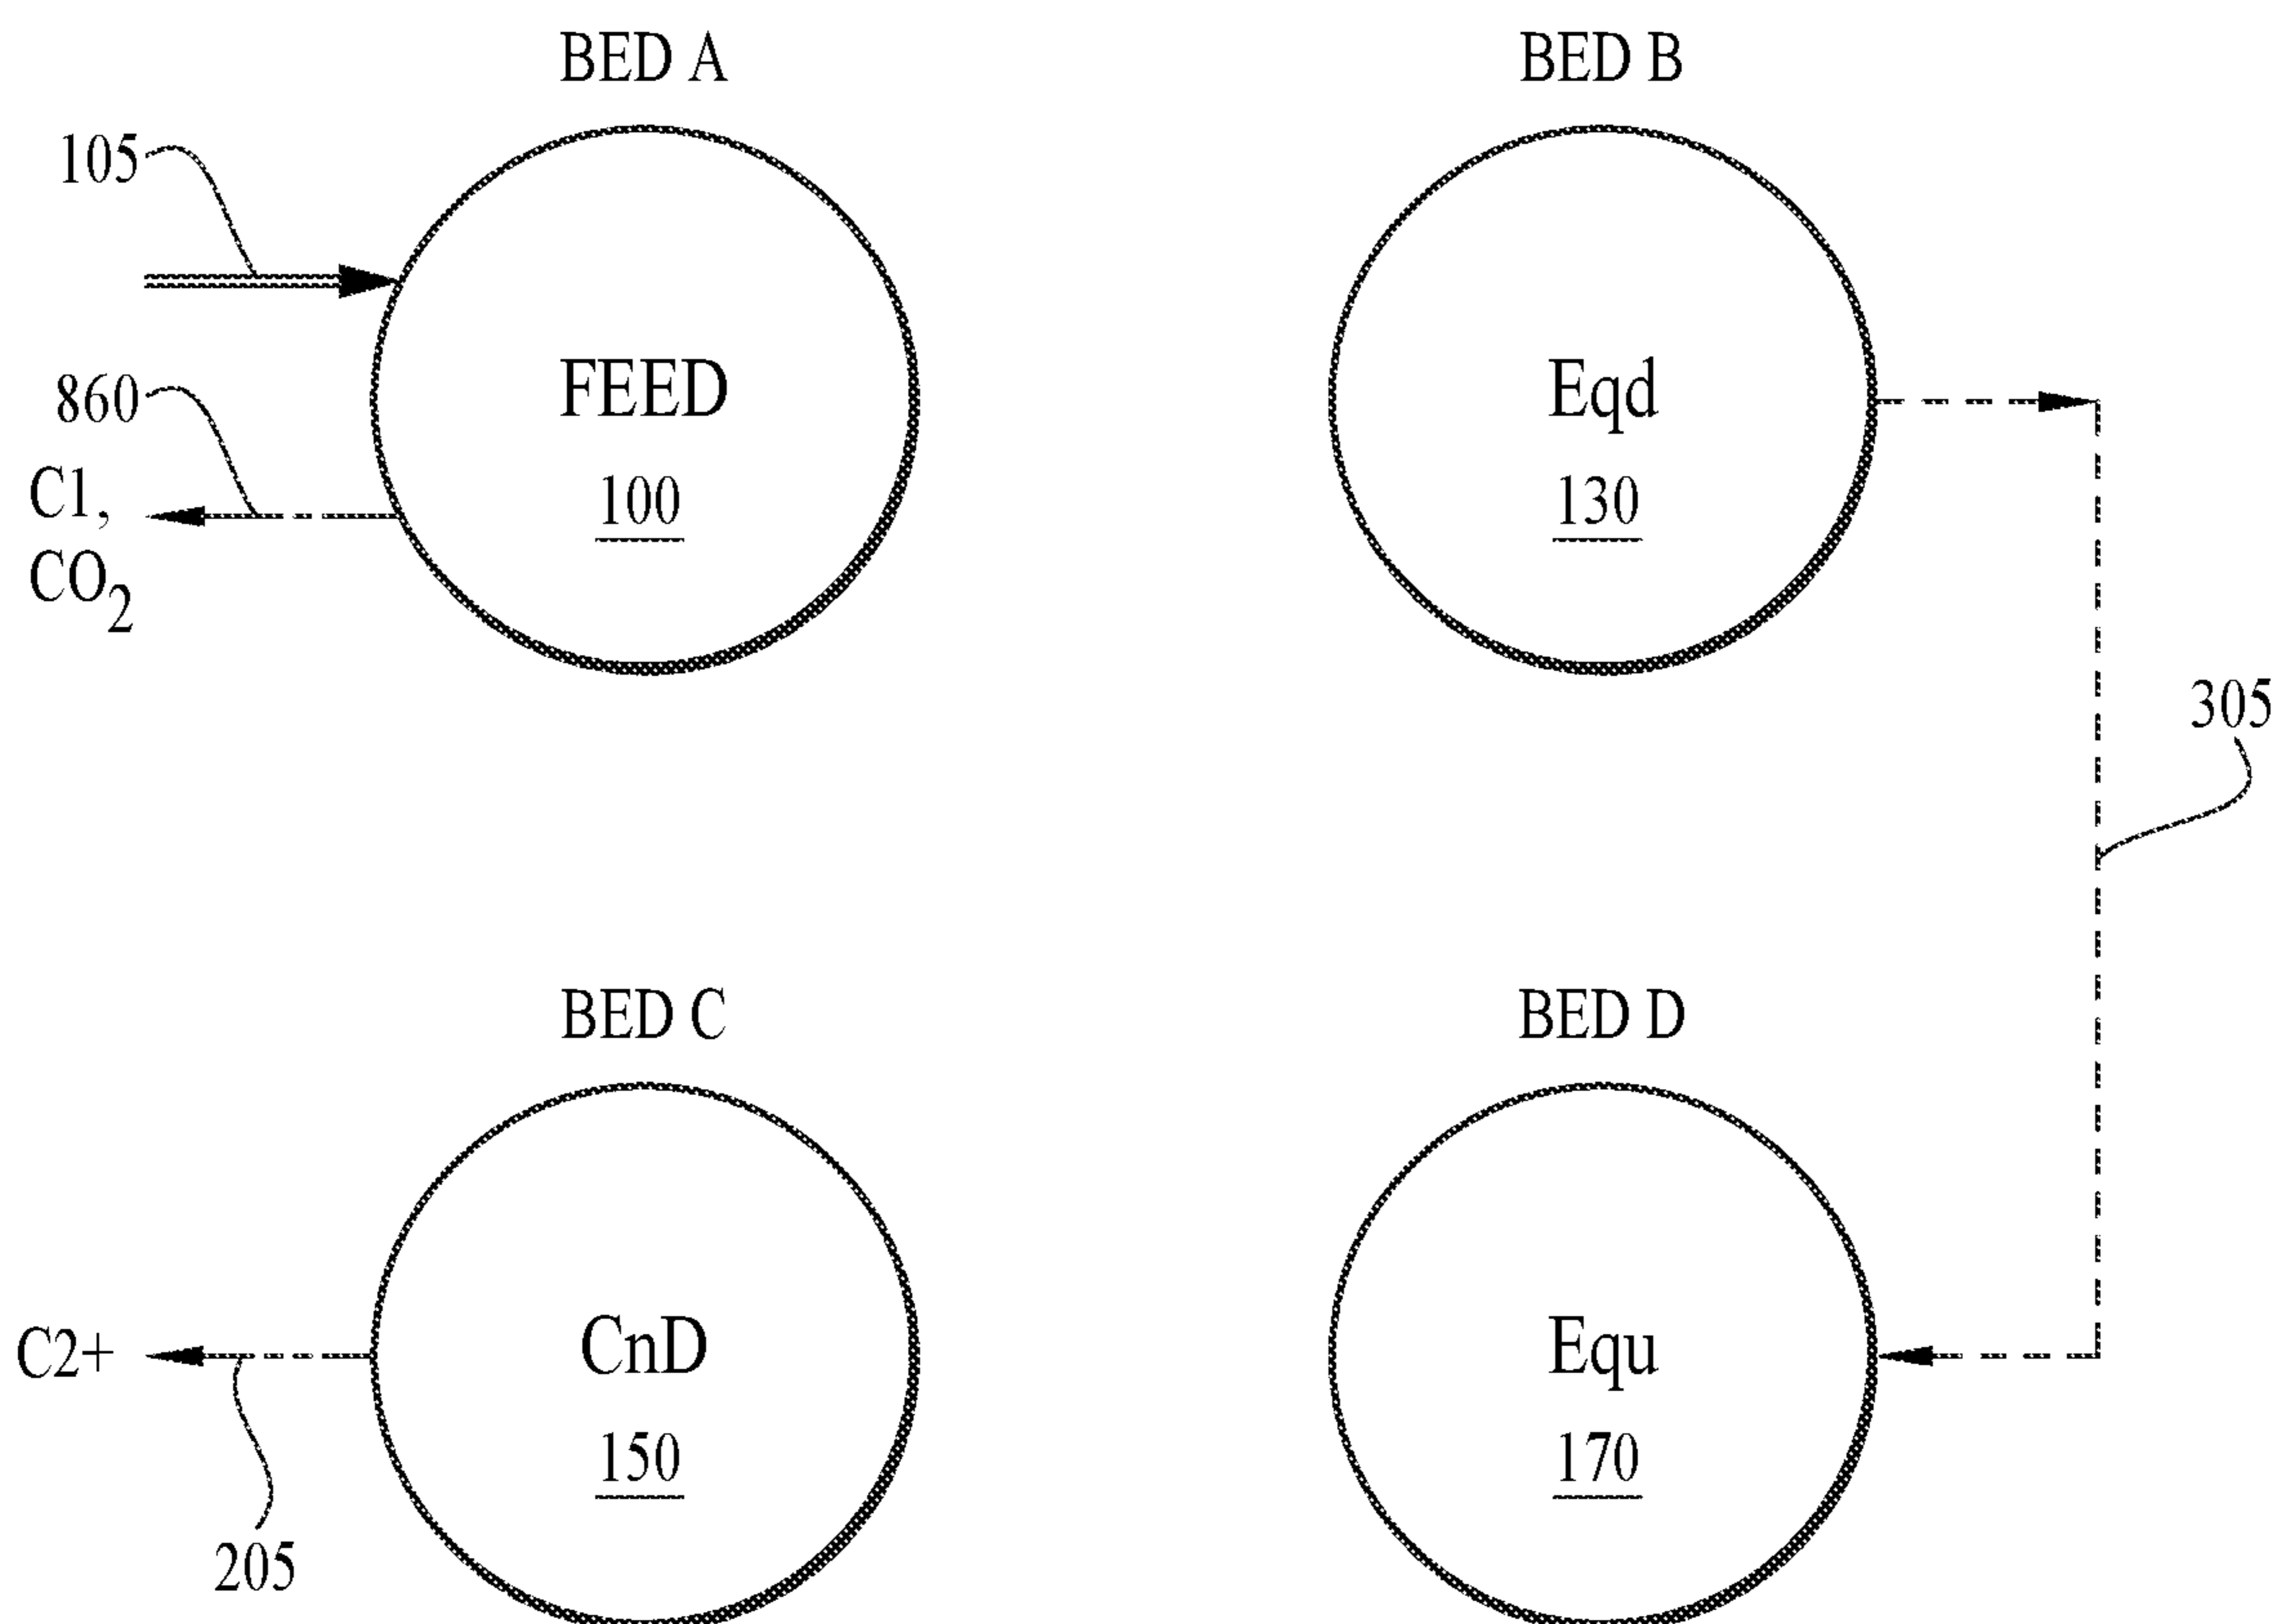 BED A
BED B
105
FEED
100
860
C1,
CO2
Eqd
130
305
BED C
BED D
CnD
150
C2+
205
Equ
170